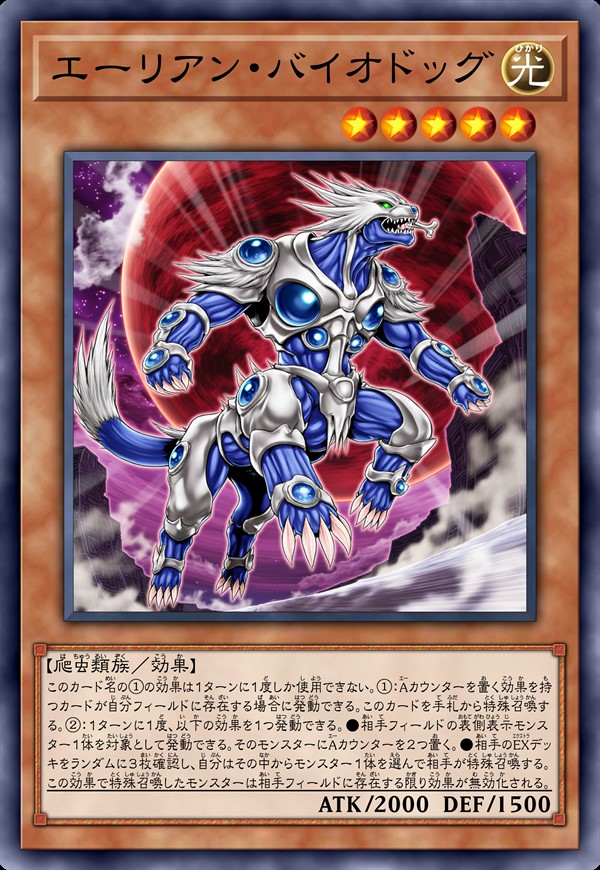 エーリアン・バイオドッグ 光
【爬虫類族／効果】
このカード名の①の効果は1ターンに1度しか使用できない。①:Aカウンターを置く効果を持
つカードが自分フィールドに存在する場合に発動できる。このカードを手札から特殊召喚す
る。②:1ターンに1度、以下の効果を1つ発動できる。●相手フィールドの表側表示モンス
ター1体を対象として発動できる。そのモンスターにAカウンターを2つ置く。●相手のEXデッ
キをランダムに3枚確認し、自分はその中からモンスター1体を選んで相手が特殊召喚する。
この効果で特殊召喚したモンスターは相手フィールドに存在する限り効果が無効化される。
ATK/2000 DEF/1500